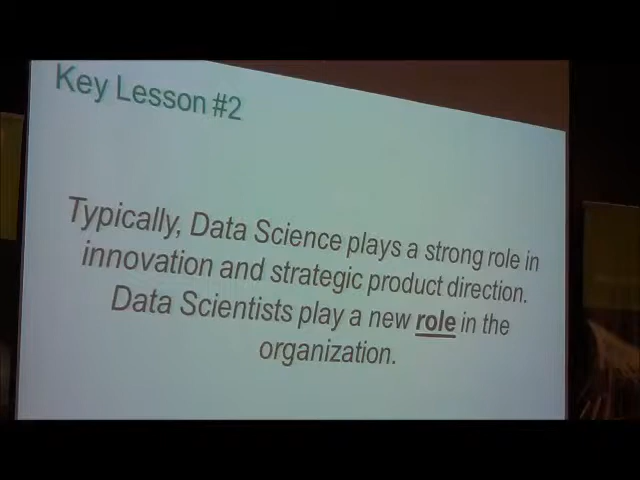 Key Lesson #2
Typically, Data Science plays a strong role in
innovation and strategic product direction.
Data Scientists play a new role in the
organization.